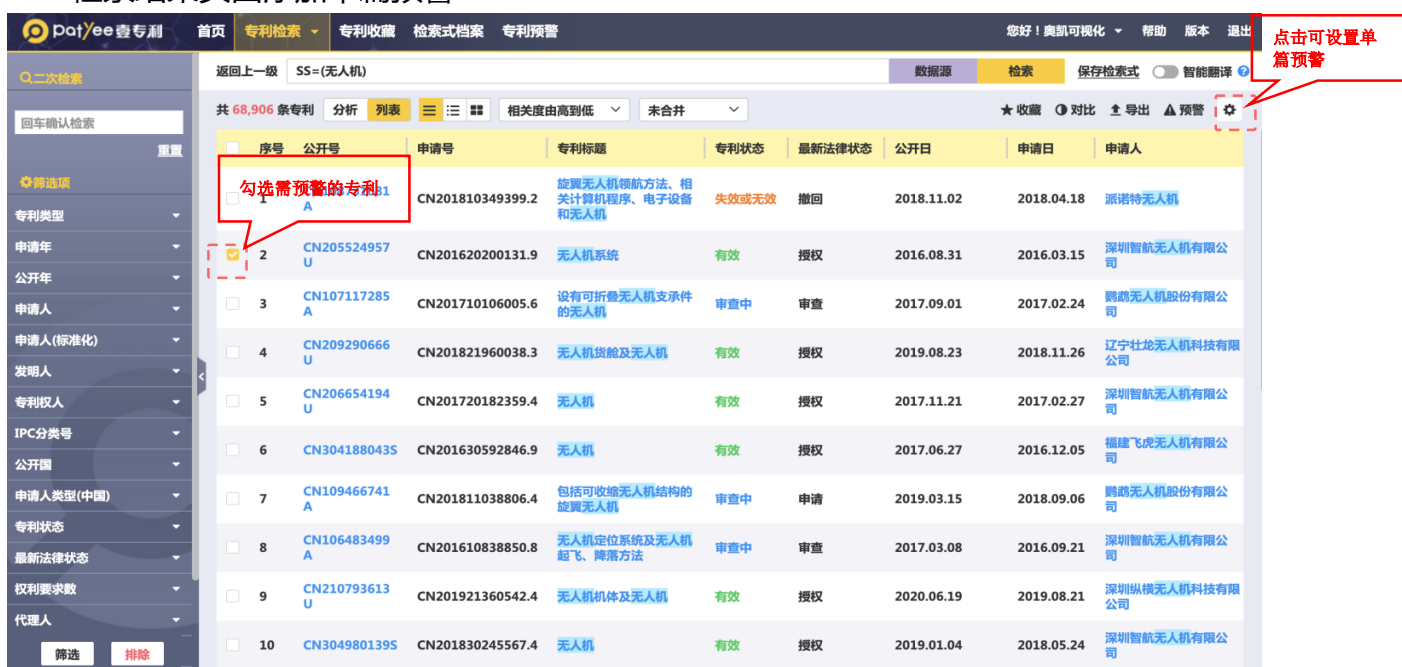 patyee壹专利 首页 专利检索 专利收藏 检索式档案 专利预警 您好！奥凯可视化 帮助 版本 退出
点击可设置单
篇预警
二次检索 返回上一级 SS=(无人机) 数据源 检索 保存检索式 智能翻译
回车确认检索 共 68,906 条专利 分析 列表 相关度由高到低 未合并 收藏 对比 导出 预警
重置
序号 公开号 申请号 专利标题 专利状态 最新法律状态 公开日 申请日 申请人
勾选需预警的专利
筛选项
旋翼无人机领航方法、相
1 A CN201810349399.2 关计算机程序、电子设备 失效或无效 撤回 2018.11.02 2018.04.18 派诺特无人机
和无人机
专利类型
申请年
CN205524957 深圳智航无人机有限公
2 U CN201620200131.9 无人机系统 有效 授权 2016.08.31 2016.03.15 司
公开年
申请人
CN107117285 设有可折叠无人机支承件 鹦鹉无人机股份有限公
3 A CN201710106005.6 的无人机 审查中 审查 2017.09.01 2017.02.24 司
申请人(标准化)
CN209290666 辽宁壮龙无人机科技有限
4 U CN201821960038.3 无人机货舱及无人机 有效 授权 2019.08.23 2018.11.26 公司
发明人
专利权人
CN206654194 深圳智航无人机有限公
5 U CN201720182359.4 无人机 有效 授权 2017.11.21 2017.02.27 司
IPC分类号
福建飞虎无人机有限公
6 CN304188043S CN201630592846.9 无人机 有效 授权 2017.06.27 2016.12.05 司
公开国
申请人类型(中国)
CN109466741 包括可收缩无人机结构的 鹦鹉无人机股份有限公
7 A CN201811038806.4 旋翼无人机 审查中 申请 2019.03.15 2018.09.06 司
专利状态
CN106483499 无人机定位系统及无人机 深圳智航无人机有限公
8 A CN201610838850.8 起飞、降落方法 审查中 审查 2017.03.08 2016.09.21 司
最新法律状态
权利要求数
CN210793613 深圳纵横无人机科技有限
9 U CN201921360542.4 无人机机体及无人机 有效 授权 2020.06.19 2019.08.21 公司
代理人
筛选 排除
深圳智航无人机有限公
10 CN304980139S CN201830245567.4 无人机 有效 授权 2019.01.04 2018.05.24 司